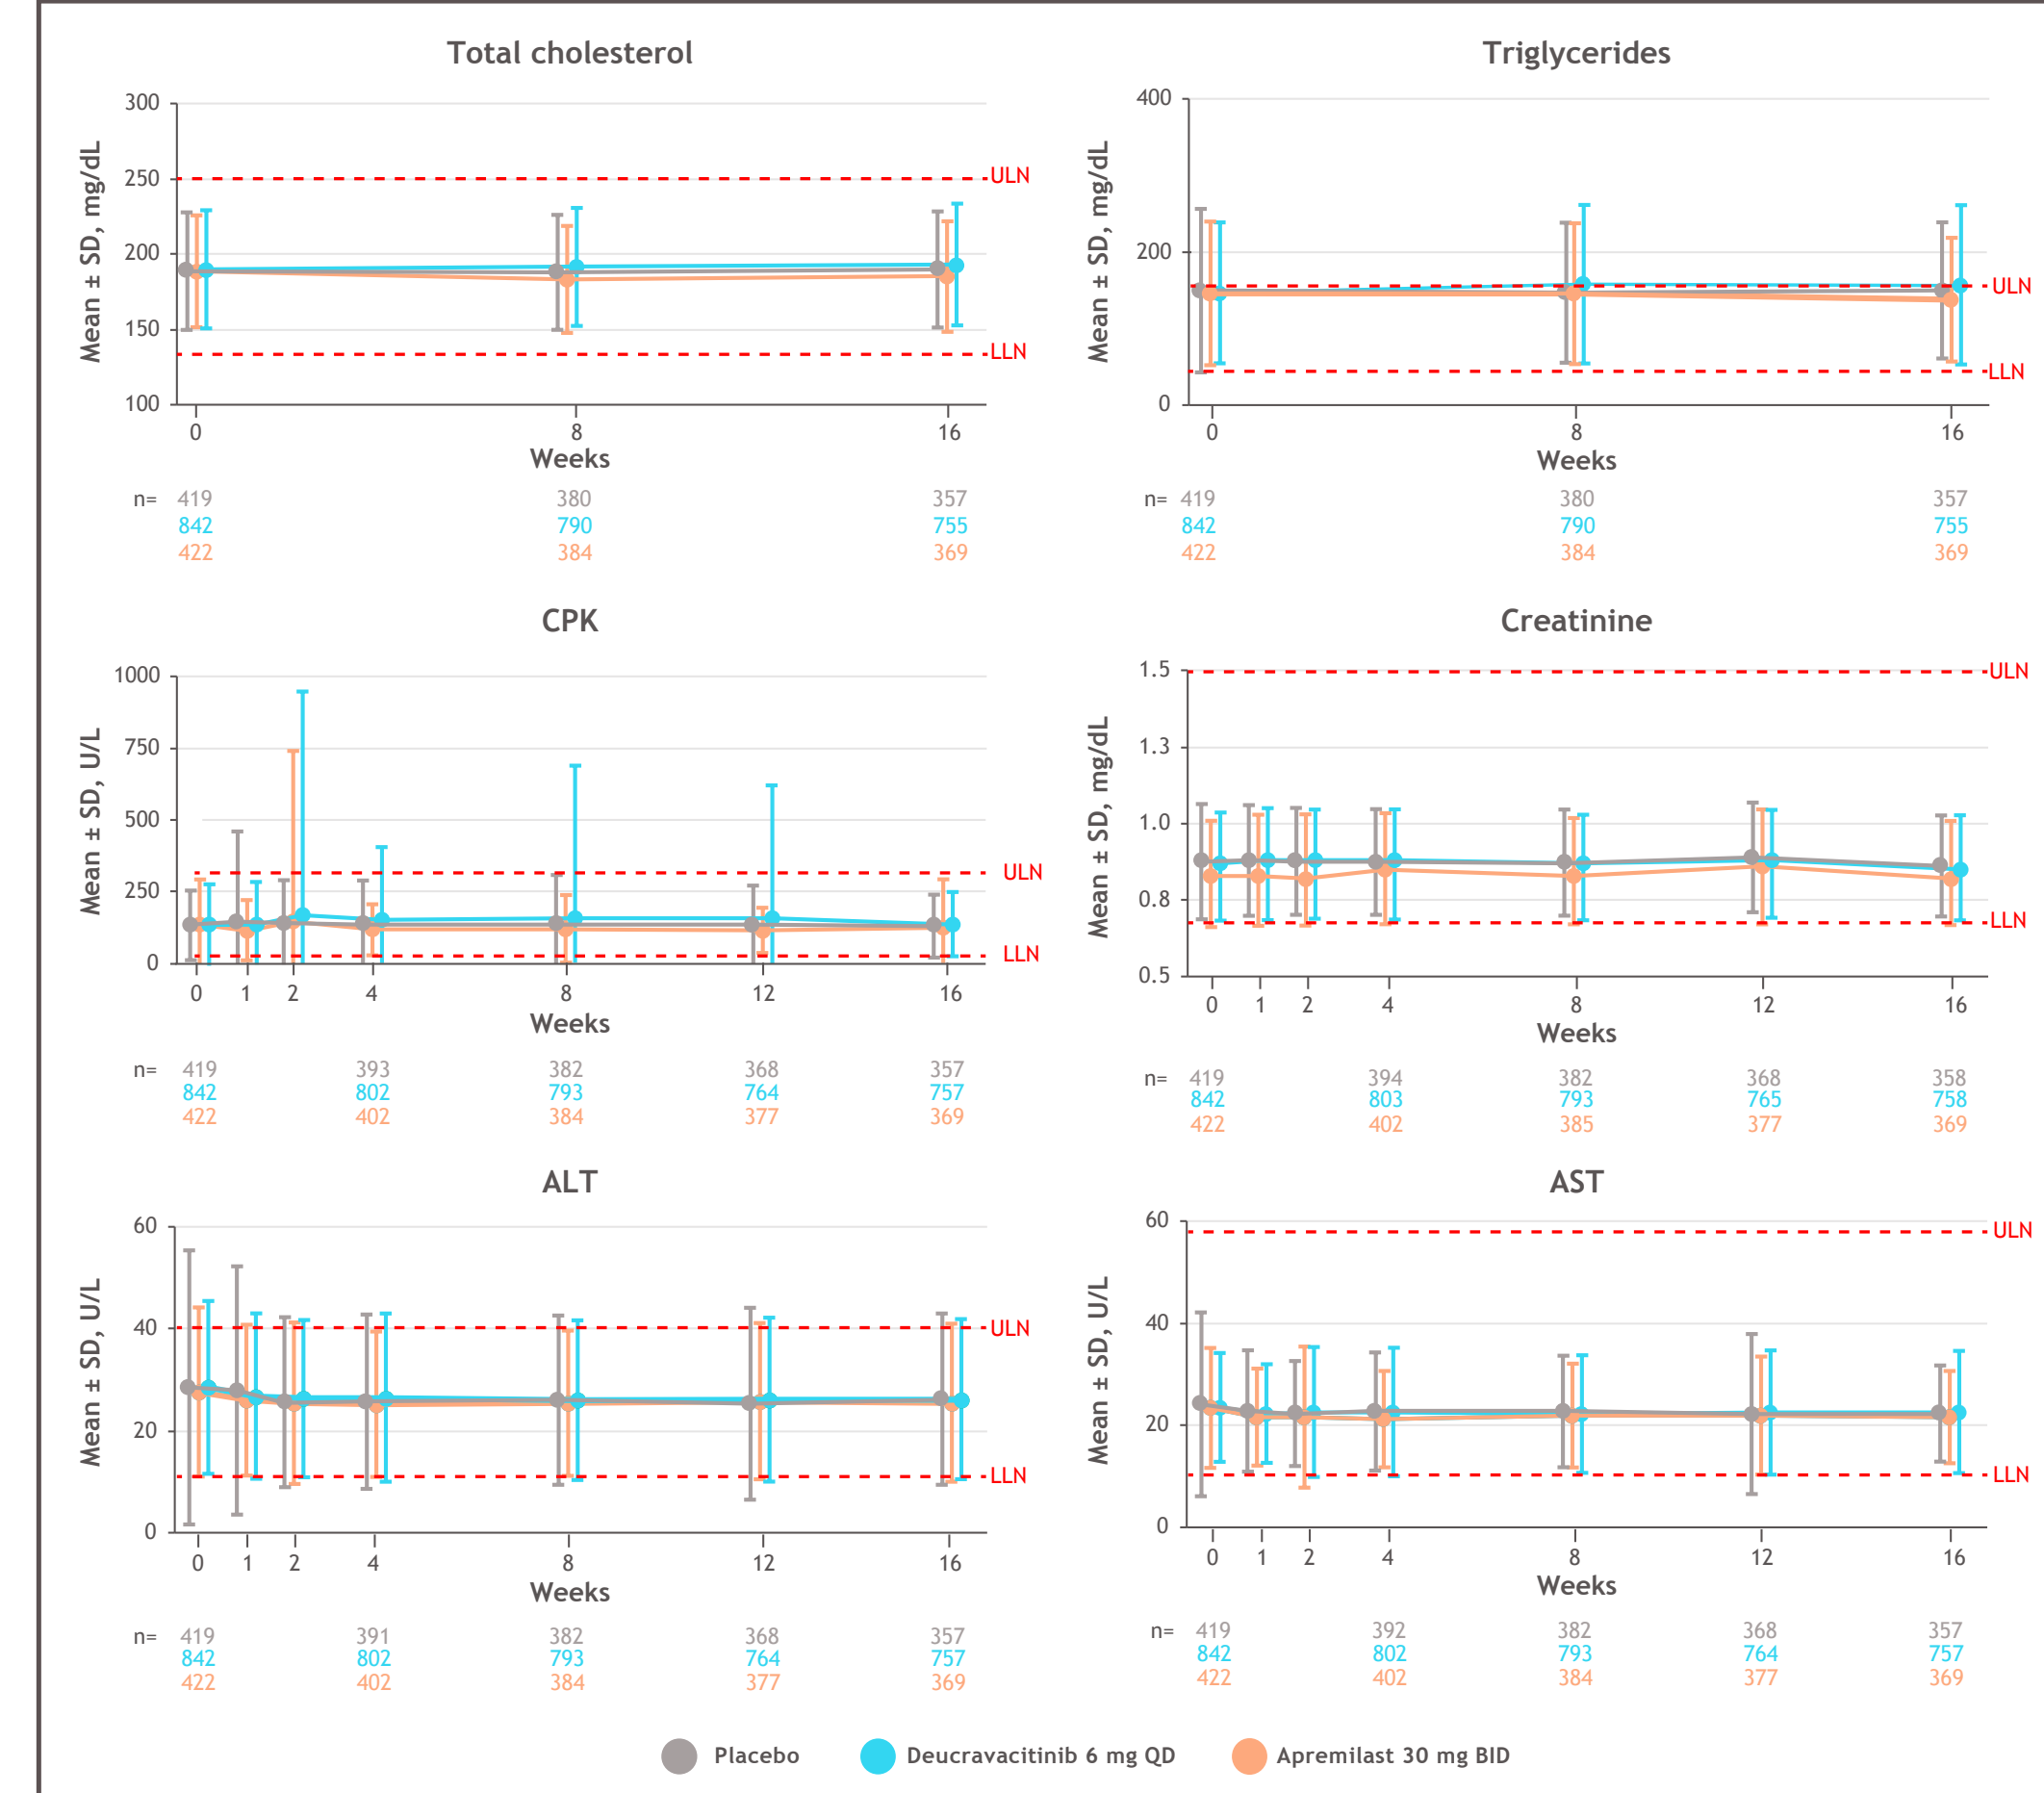 Total cholesterol
Mean ± SD, mg/dL
300
250
200
150
100
ULN
LLN
0 8 16
Weeks
n= 419 380 357
842 790 755
422 384 369
Triglycerides
Mean ± SD, mg/dL
400
200
0
ULN
LLN
0 8 16
Weeks
n= 419 380 357
842 790 755
422 384 369
CPK
Mean ± SD, U/L
1000
750
500
250
0
ULN
LLN
0 1 2 4 8 12 16
Weeks
n= 419 393 382 368 357
842 802 793 764 757
422 402 384 377 369
Creatinine
Mean ± SD, mg/dL
1.5
1.3
1.0
0.8
0.5
ULN
LLN
0 1 2 4 8 12 16
Weeks
n= 419 394 382 368 358
842 803 793 765 758
422 402 385 377 369
ALT
Mean ± SD, U/L
60
40
20
0
ULN
LLN
0 1 2 4 8 12 16
Weeks
n= 419 391 382 368 357
842 802 793 764 757
422 402 384 377 369
AST
Mean ± SD, U/L
60
40
20
0
ULN
LLN
0 1 2 4 8 12 16
Weeks
n= 419 392 382 368 357
842 802 793 764 757
422 402 384 377 369
Placebo Deucravacitinib 6 mg QD Apremilast 30 mg BID